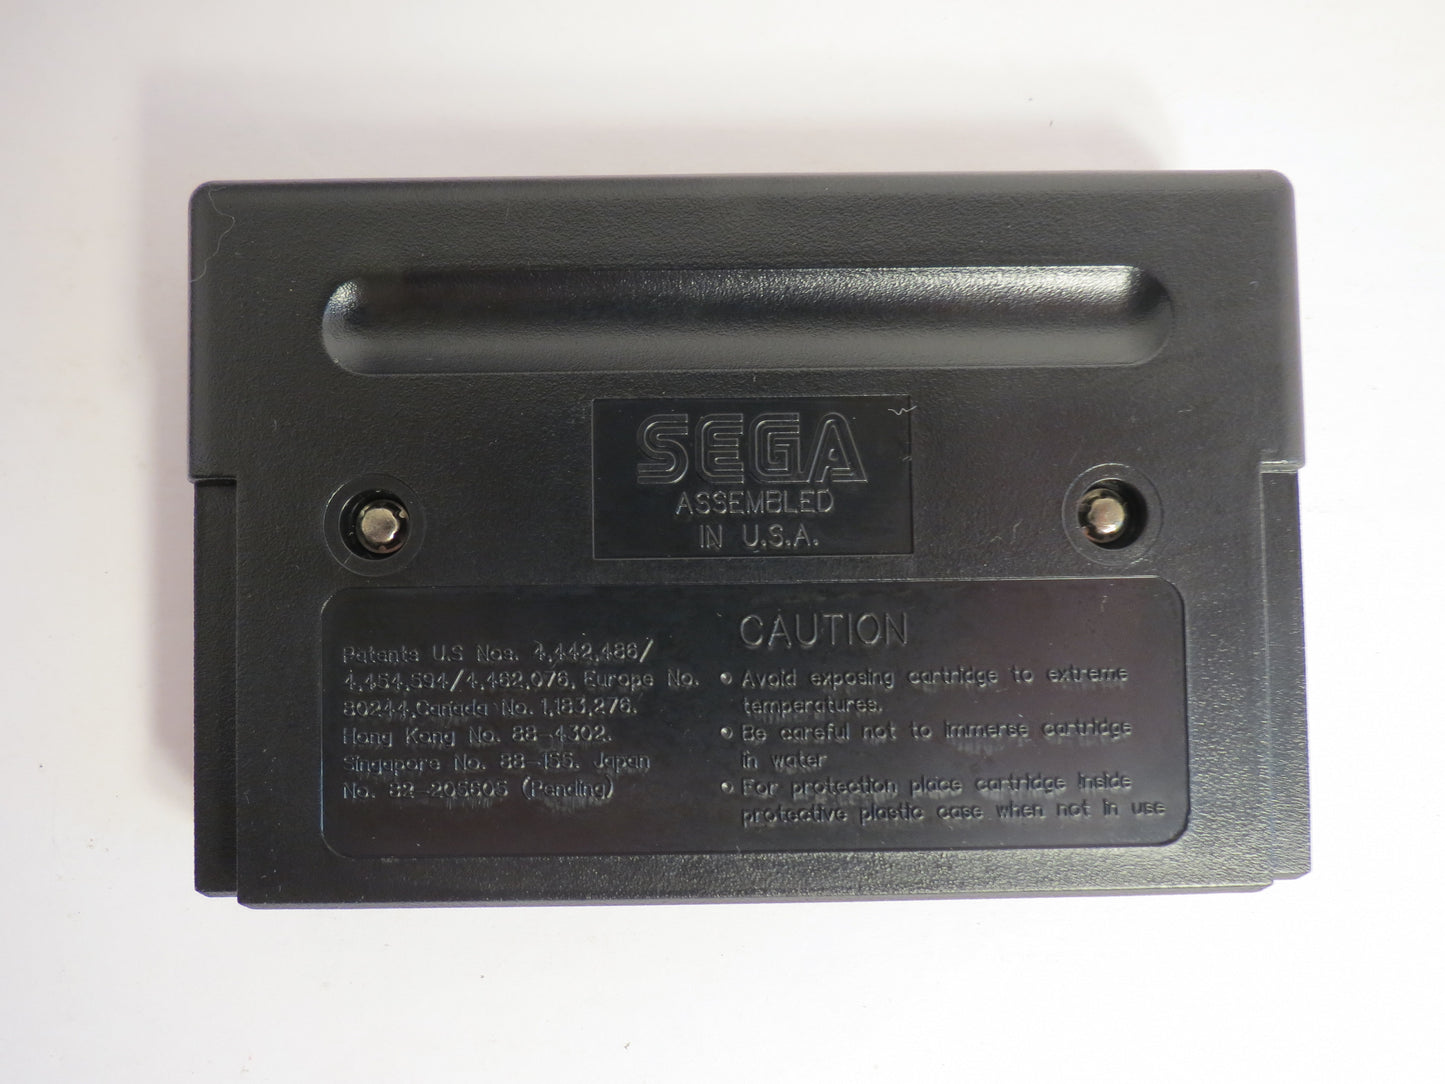 SEGA
ASSEMBLED
IN U.S.A.
Patents U.S Nos. 4,442,486/
4,454,594/4,462,076, Europe No.
80244,Canada No. 1,183,276.
Hong Kong No. 88-4302.
Singapore No. 88-155. Japan
No. 82-205605 (Pending)
CAUTION
• Avoid exposing cartridge to extreme
temperatures.
• Be careful not to immerse cartridge
in water
• For protection place cartridge inside
protective plastic case when not in use